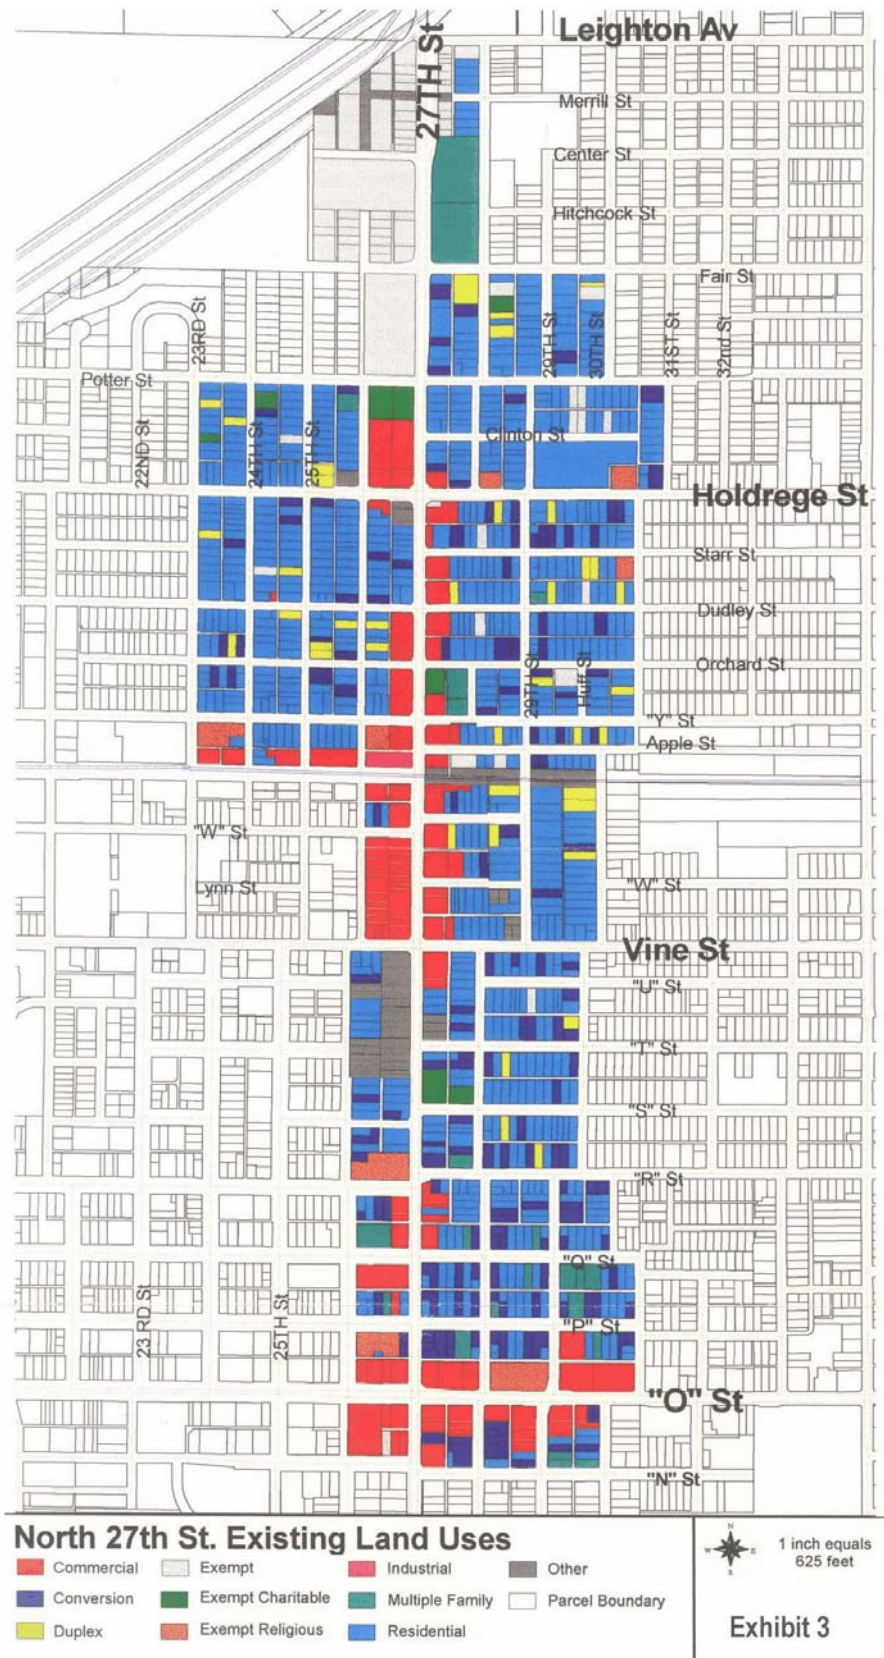 Leighton Av
27TH St
Merrill St
Center St
Hitchcock St
Fair St
23RD St
29TH St
30TH St
31ST St
32nd St
Potter St
22ND St
24TH St
25TH St
Clinton St
Holdrege St
Starr St
Dudley St
Orchard St
29TH St
Huff St
"Y" St
Apple St
"W" St
Lynn St
"W" St
Vine St
"U" St
"T" St
"S" St
"R" St
"Q" St
23 RD St
25TH St
"P" St
"O" St
"N" St
North 27th St. Existing Land Uses
Commercial
Exempt
Industrial
Other
Conversion
Exempt Charitable
Multiple Family
Parcel Boundary
Duplex
Exempt Religious
Residential
N
W
E
S
1 inch equals
625 feet
Exhibit 3